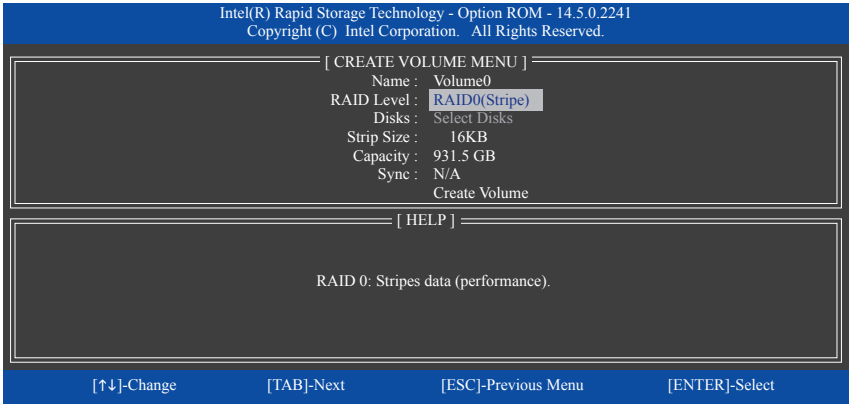 Intel(R) Rapid Storage Technology - Option ROM - 14.5.0.2241
Copyright (C) Intel Corporation. All Rights Reserved.
[ CREATE VOLUME MENU ]
Name : Volume0
RAID Level : RAID0(Stripe)
Disks : Select Disks
Strip Size : 16KB
Capacity : 931.5 GB
Sync : N/A
Create Volume
[ HELP ]
RAID 0: Stripes data (performance).
[↑↓]-Change [TAB]-Next [ESC]-Previous Menu [ENTER]-Select